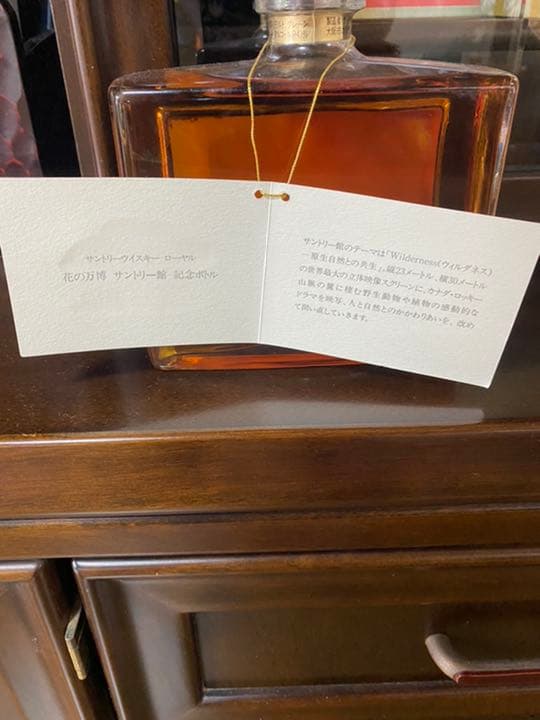 サントリーウイスキー ローヤル
花の万博 サントリー館 記念ボトル
サントリー館のテーマは「Wilderness(ヴィルダネス)
―原生自然との共生」。縦23メートル、横30メートル
の世界最大の立体映像スクリーンに、カナダ・ロッキー
山脈の麓に棲む野生動物や植物の感動的な
ドラマを映写、人と自然とのかかわりあいを、改め
て問い直していきます。